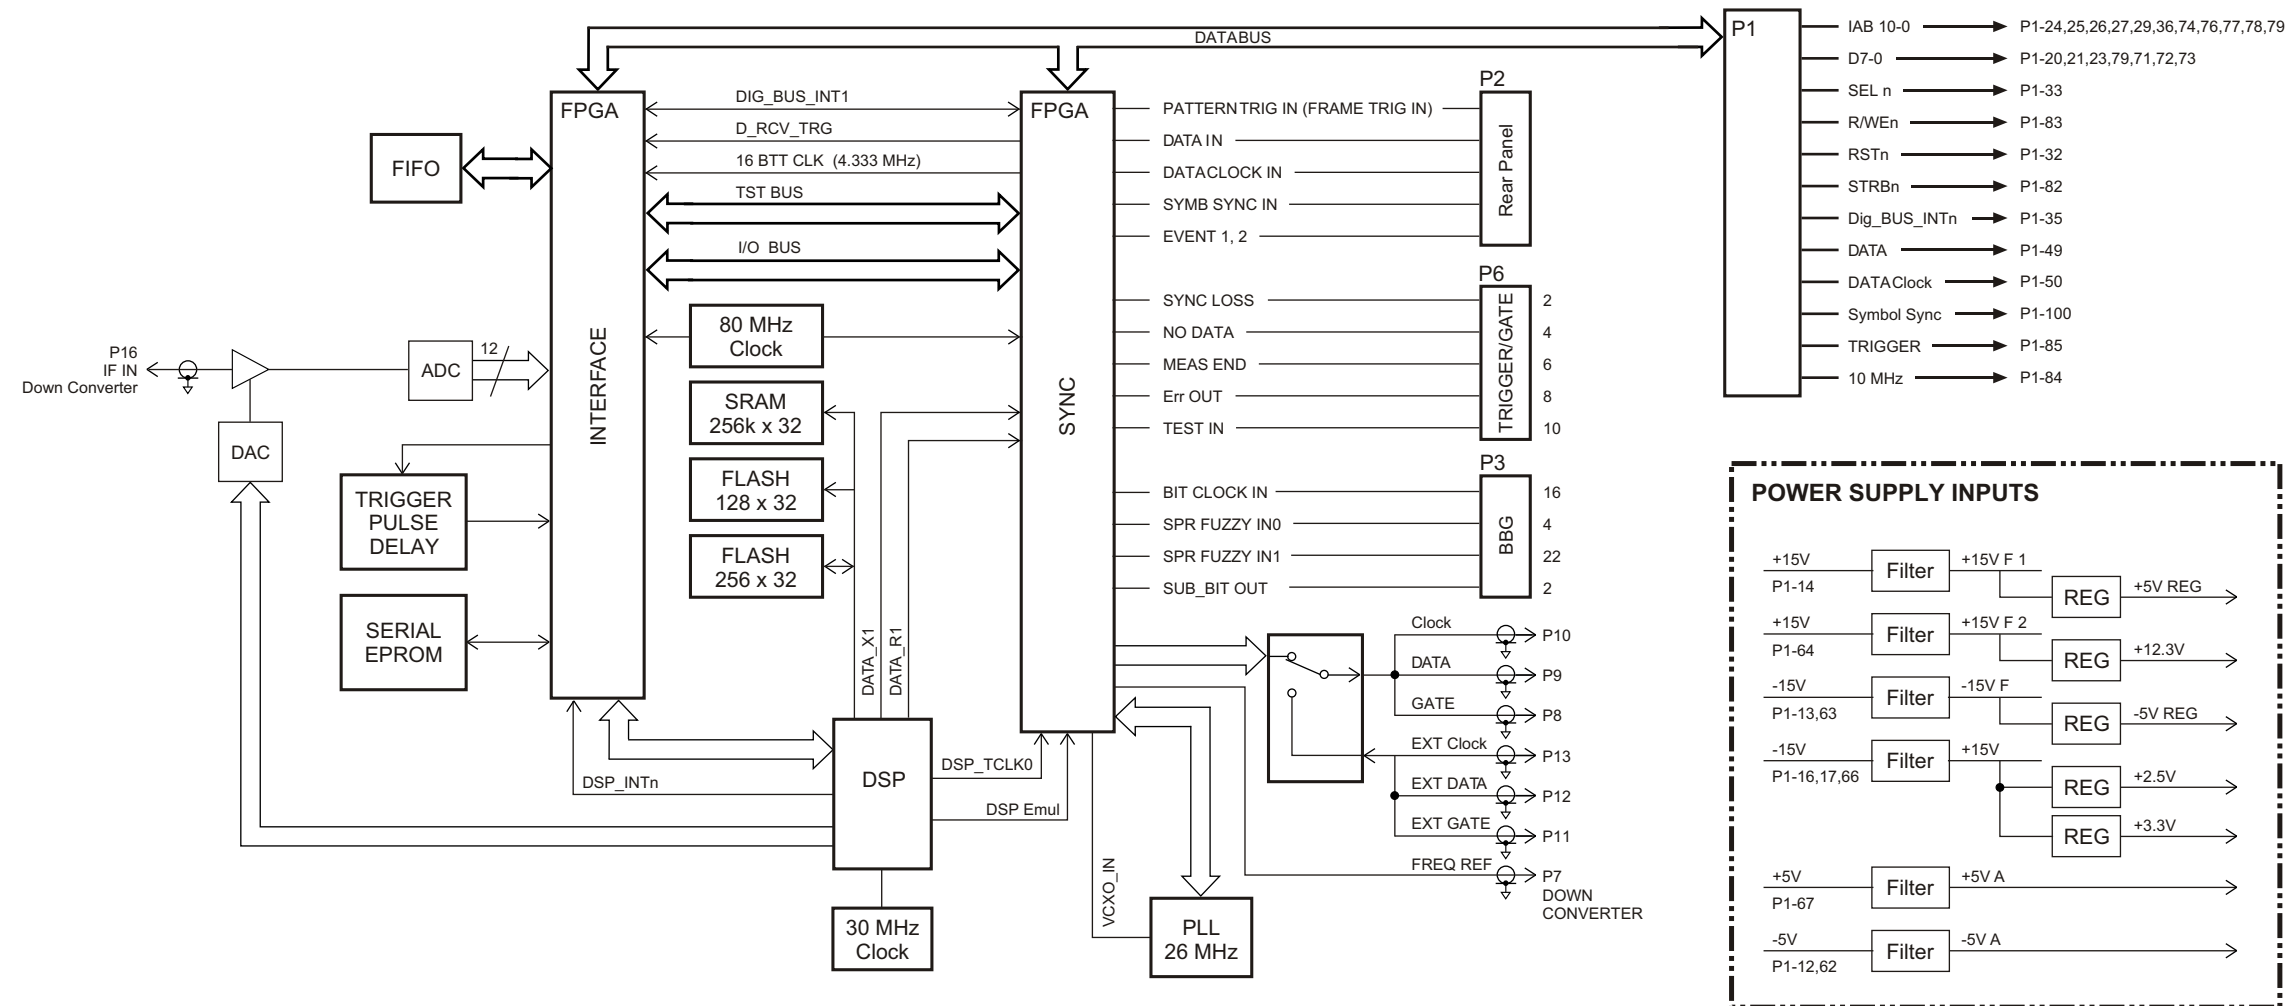 DATABUS
P1
IAB 10-0
P1-24,25,26,27,29,36,74,76,77,78,79
D7-0
P1-20,21,23,79,71,72,73
SEL n
P1-33
R/WEn
P1-83
RSTn
P1-32
STRBn
P1-82
Dig_BUS_INTn
P1-35
DATA
P1-49
DATAClock
P1-50
Symbol Sync
P1-100
TRIGGER
P1-85
10 MHz
P1-84
FPGA
INTERFACE
FIFO
DIG_BUS_INT1
D_RCV_TRG
16 BTT CLK (4.333 MHz)
TST BUS
I/O BUS
FPGA
SYNC
P2
Rear Panel
PATTERNTRIG IN (FRAME TRIG IN)
DATA IN
DATACLOCK IN
SYMB SYNC IN
EVENT 1, 2
P6
TRIGGER/GATE
SYNC LOSS
2
NO DATA
4
MEAS END
6
Err OUT
8
TEST IN
10
P3
BBG
BIT CLOCK IN
16
SPR FUZZY IN0
4
SPR FUZZY IN1
22
SUB_BIT OUT
2
P16
IF IN
Down Converter
ADC
12
DAC
80 MHz
Clock
SRAM
256k x 32
FLASH
128 x 32
FLASH
256 x 32
TRIGGER
PULSE
DELAY
SERIAL
EPROM
DATA_X1
DATA_R1
DSP
DSP_INTn
DSP_TCLK0
DSP Emul
30 MHz
Clock
VCXO_IN
PLL
26 MHz
Clock
P10
DATA
P9
GATE
P8
EXT Clock
P13
EXT DATA
P12
EXT GATE
P11
FREQ REF
P7
DOWN
CONVERTER
POWER SUPPLY INPUTS
+15V
P1-14
Filter
+15V F 1
REG
+5V REG
+15V
P1-64
Filter
+15V F 2
REG
+12.3V
-15V
P1-13,63
Filter
-15V F
REG
-5V REG
-15V
P1-16,17,66
Filter
+15V
REG
+2.5V
REG
+3.3V
+5V
P1-67
Filter
+5V A
-5V
P1-12,62
Filter
-5V A